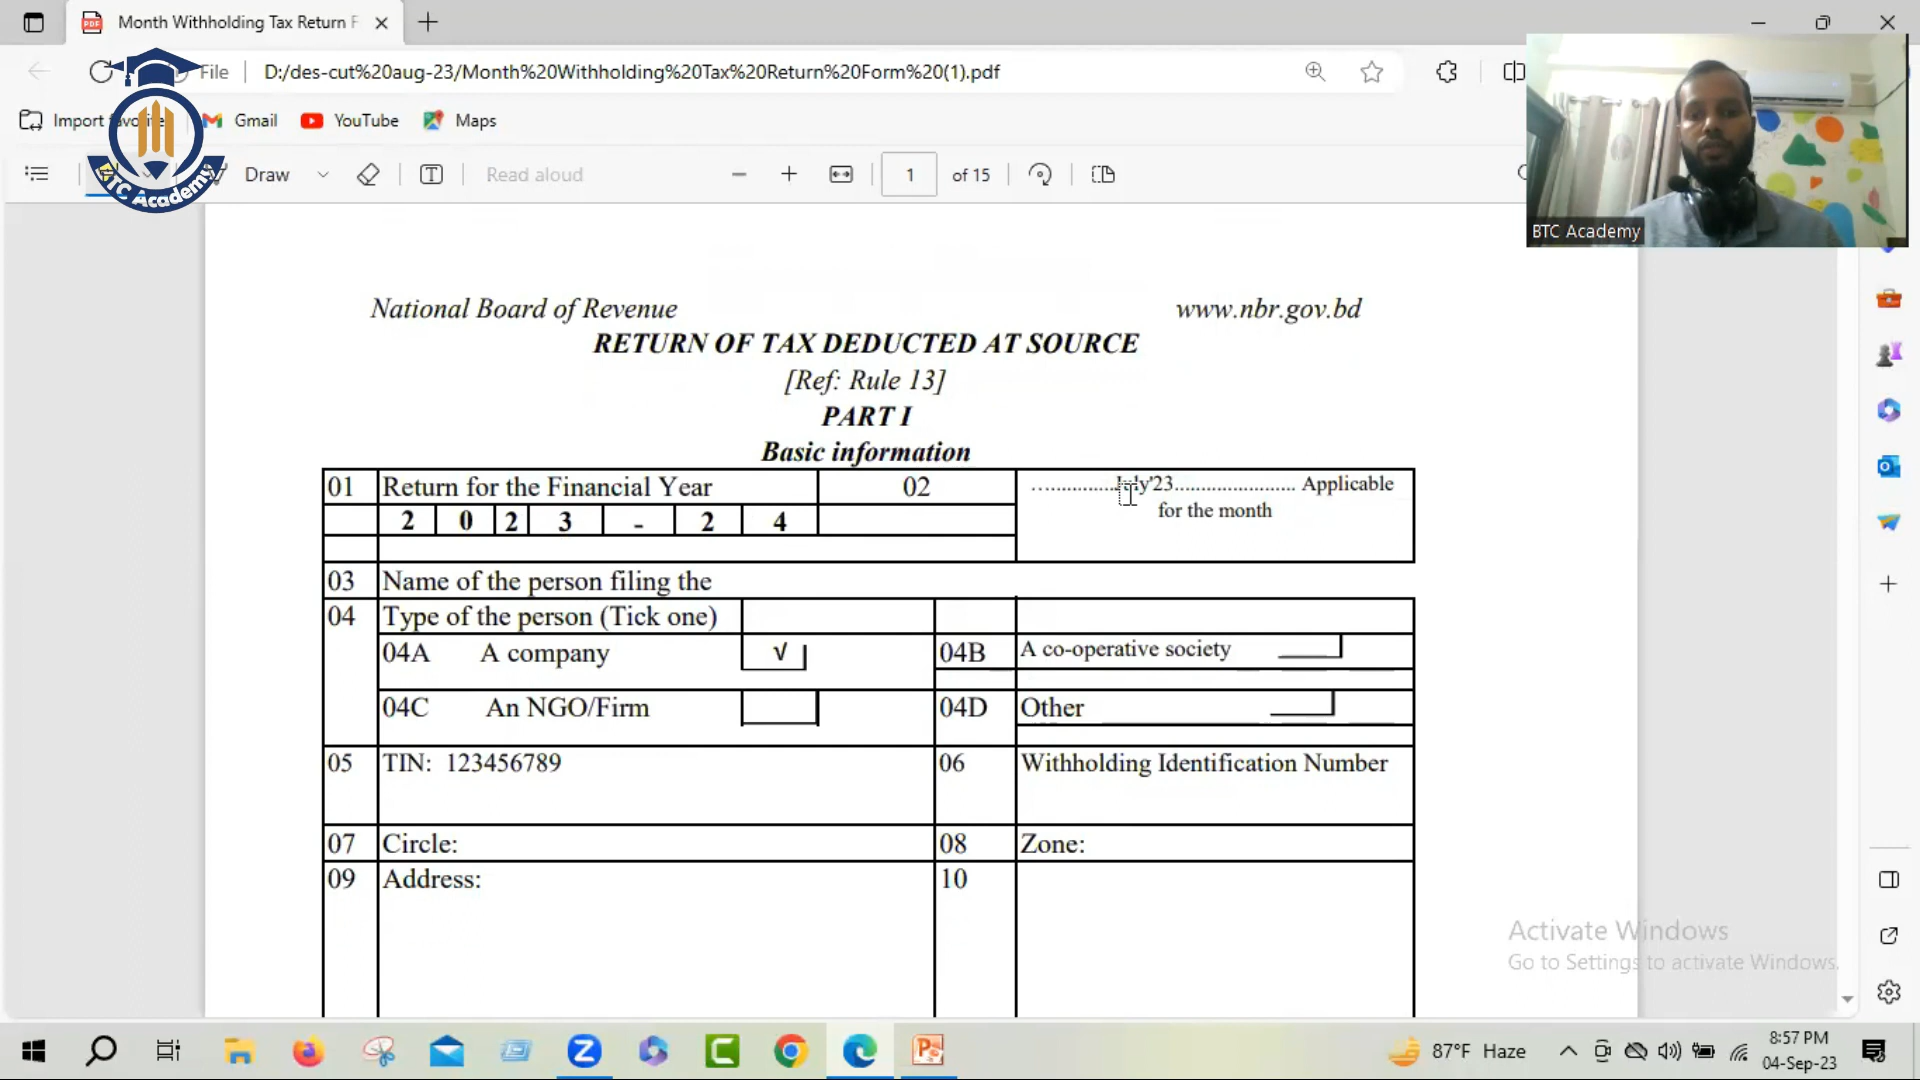 Month Withholding Tax Return F
File
D:/des-cut%20aug-23/Month%20Withholding%20Tax%20Return%20Form%20(1).pdf
Import favorite
Gmail
YouTube
Maps
Draw
Read aloud
1
of 15
BTC Academy
BTC Academy
National Board of Revenue
www.nbr.gov.bd
RETURN OF TAX DEDUCTED AT SOURCE
[Ref: Rule 13]
PART I
Basic information
01 Return for the Financial Year 02
2 0 2 3 - 2 4
....................July'23....................... Applicable
for the month
03 Name of the person filing the
04 Type of the person (Tick one)
04A A company √ 04B A co-operative society
04C An NGO/Firm 04D Other
05 TIN: 123456789 06 Withholding Identification Number
07 Circle: 08 Zone:
09 Address: 10
Activate Windows
Go to Settings to activate Windows.
87°F Haze
8:57 PM
04-Sep-23